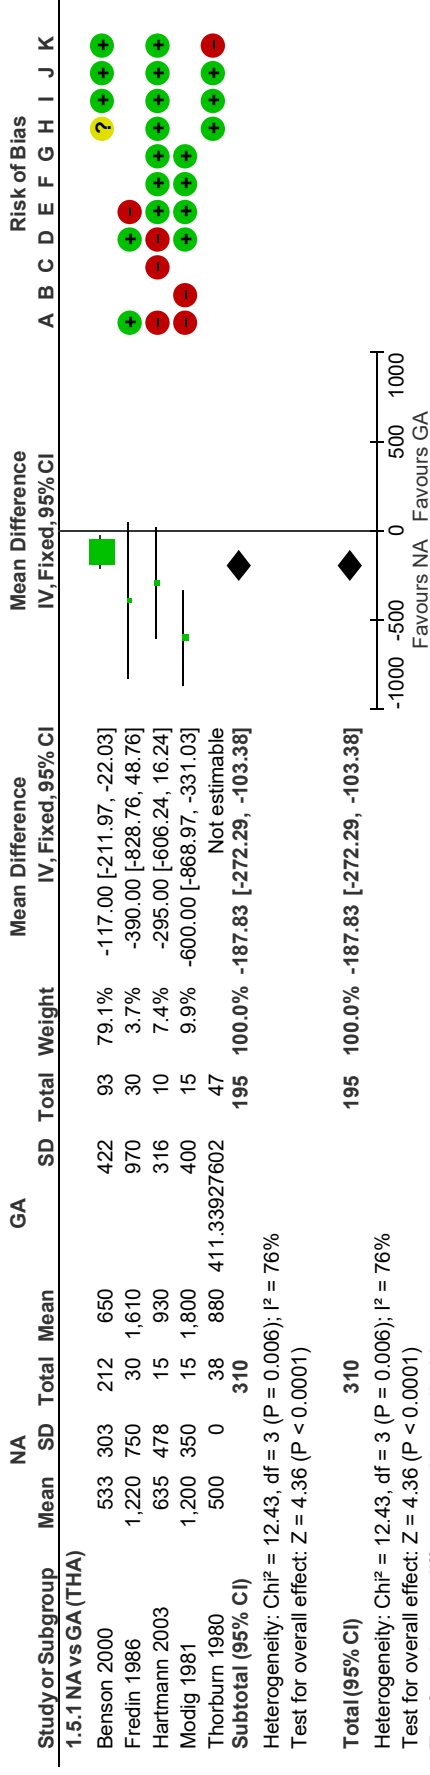 NA GA Mean Difference Mean Difference Risk of Bias
Study or Subgroup Mean SD Total Mean SD Total Weight IV, Fixed, 95% CI IV, Fixed, 95% CI A B C D E F G H I J K
1.5.1 NA vs GA (THA)
Benson 2000 533 303 212 650 422 93 79.1% -117.00 [-211.97, -22.03] ? + + +
Fredin 1986 1,220 750 30 1,610 970 30 3.7% -390.00 [-828.76, 48.76] + + −
Hartmann 2003 635 478 15 930 316 10 7.4% -295.00 [-606.24, 16.24] − − − + + + + + + +
Modig 1981 1,200 350 15 1,800 400 15 9.9% -600.00 [-868.97, -331.03] − − + + + +
Thorburn 1980 500 0 38 880 411.33927602 47 Not estimable + + + −
Subtotal (95% CI) 310 195 100.0% -187.83 [-272.29, -103.38]
Heterogeneity: Chi² = 12.43, df = 3 (P = 0.006); I² = 76%
Test for overall effect: Z = 4.36 (P < 0.0001)
Total (95% CI) 310 195 100.0% -187.83 [-272.29, -103.38]
Heterogeneity: Chi² = 12.43, df = 3 (P = 0.006); I² = 76%
Test for overall effect: Z = 4.36 (P < 0.0001)
-1000 -500 0 500 1000
Favours NA Favours GA